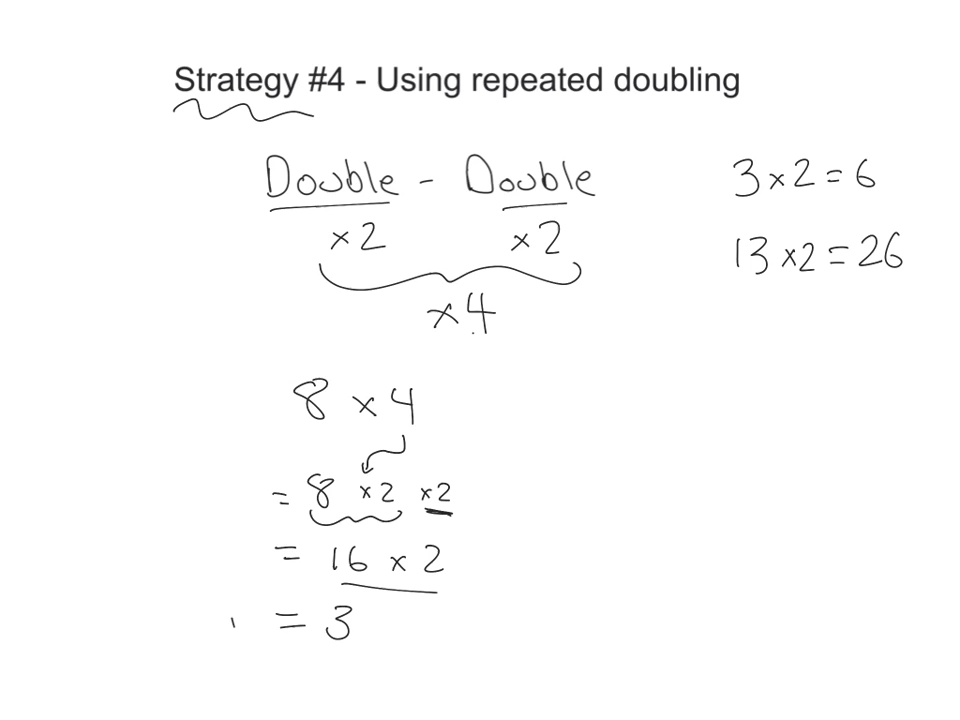 Strategy #4 - Using repeated doubling
Double - Double
×2 ×2
×4
3 × 2 = 6
13 × 2 = 26
8 × 4
= 8 ×2 ×2
= 16 × 2
= 3